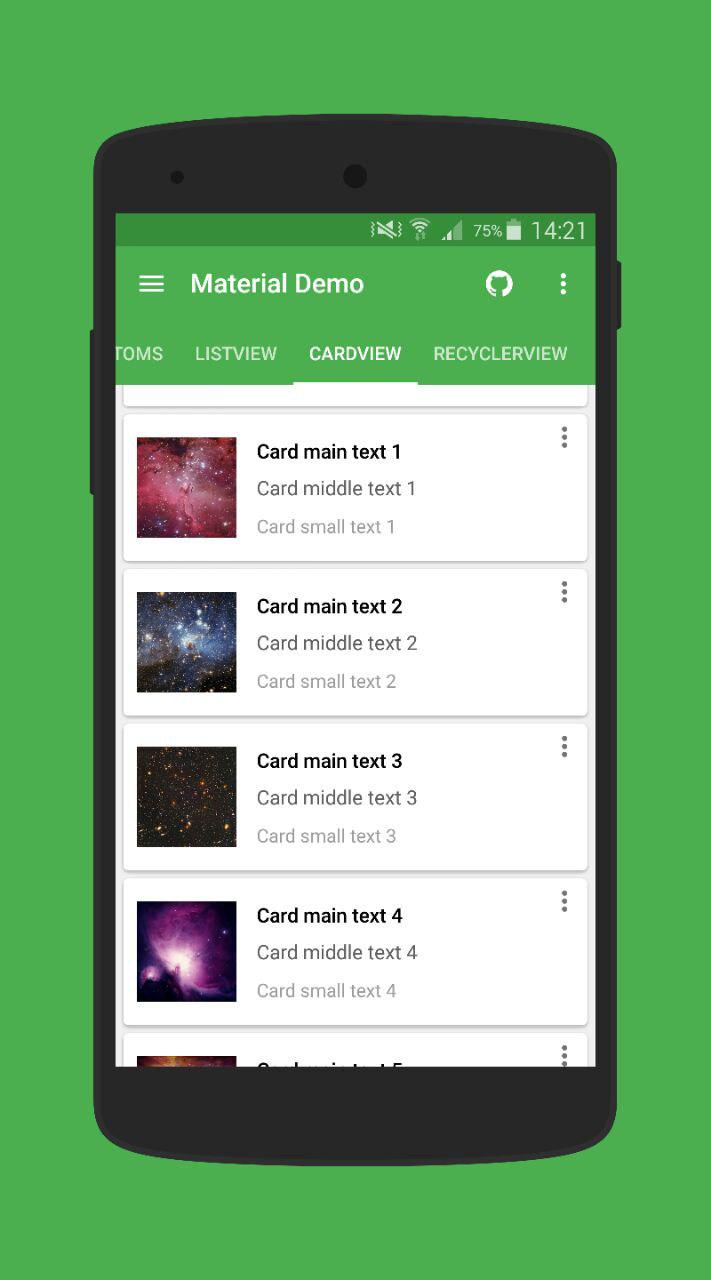 75% 14:21
Material Demo
TOMS LISTVIEW CARDVIEW RECYCLERVIEW
Card main text 1
Card middle text 1
Card small text 1
Card main text 2
Card middle text 2
Card small text 2
Card main text 3
Card middle text 3
Card small text 3
Card main text 4
Card middle text 4
Card small text 4